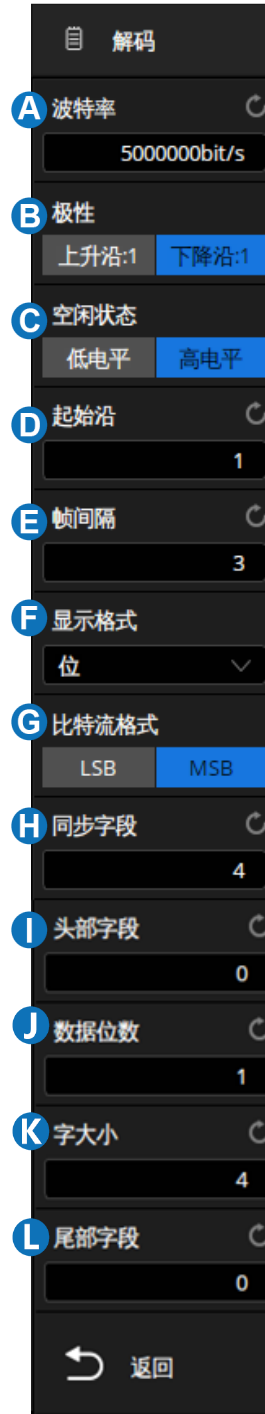 解码
A 波特率
5000000bit/s
B 极性
上升沿:1 下降沿:1
C 空闲状态
低电平 高电平
D 起始沿
1
E 帧间隔
3
F 显示格式
位
G 比特流格式
LSB MSB
H 同步字段
4
I 头部字段
0
J 数据位数
1
K 字大小
4
L 尾部字段
0
返回